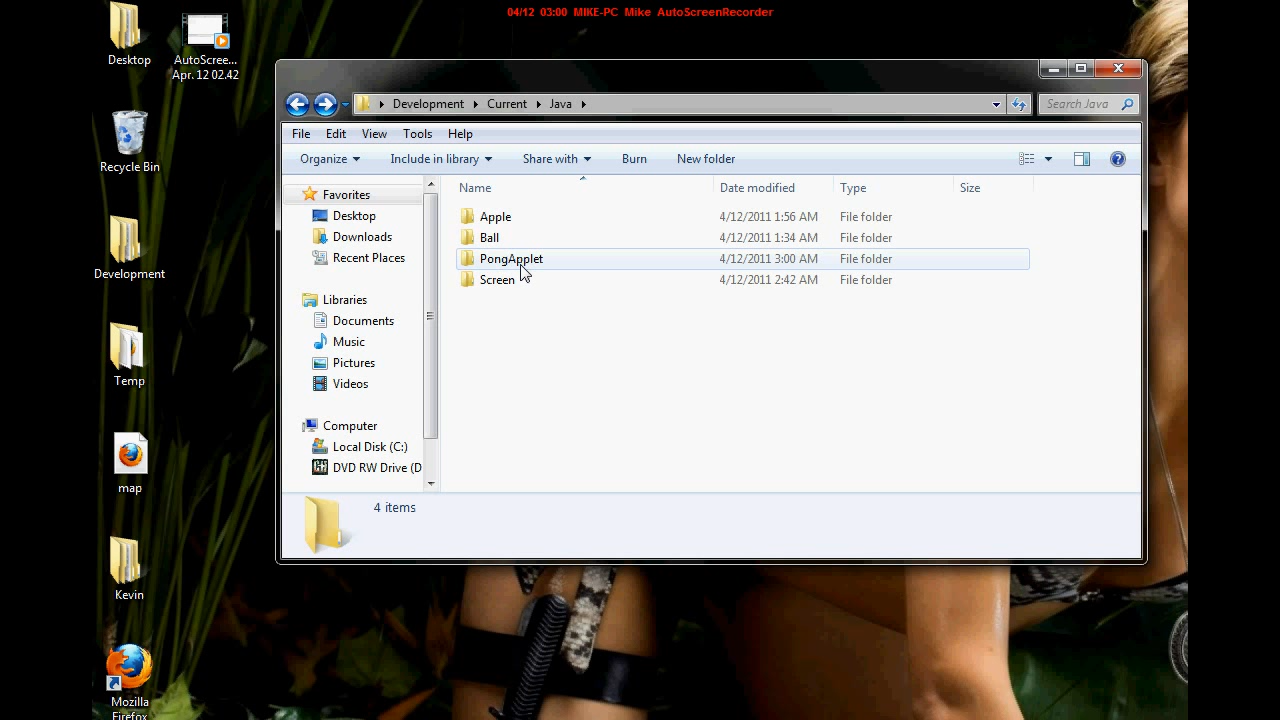 04/12 03:00 MIKE-PC Mike AutoScreenRecorder
Desktop
AutoScree...
Apr. 12 02.42
Recycle Bin
Development
Temp
map
Kevin
Mozilla
Firefox
Development Current Java
Search Java
File Edit View Tools Help
Organize Include in library Share with Burn New folder
Favorites
Desktop
Downloads
Recent Places
Libraries
Documents
Music
Pictures
Videos
Computer
Local Disk (C:)
DVD RW Drive (D
Name Date modified Type Size
Apple 4/12/2011 1:56 AM File folder
Ball 4/12/2011 1:34 AM File folder
PongApplet 4/12/2011 3:00 AM File folder
Screen 4/12/2011 2:42 AM File folder
4 items